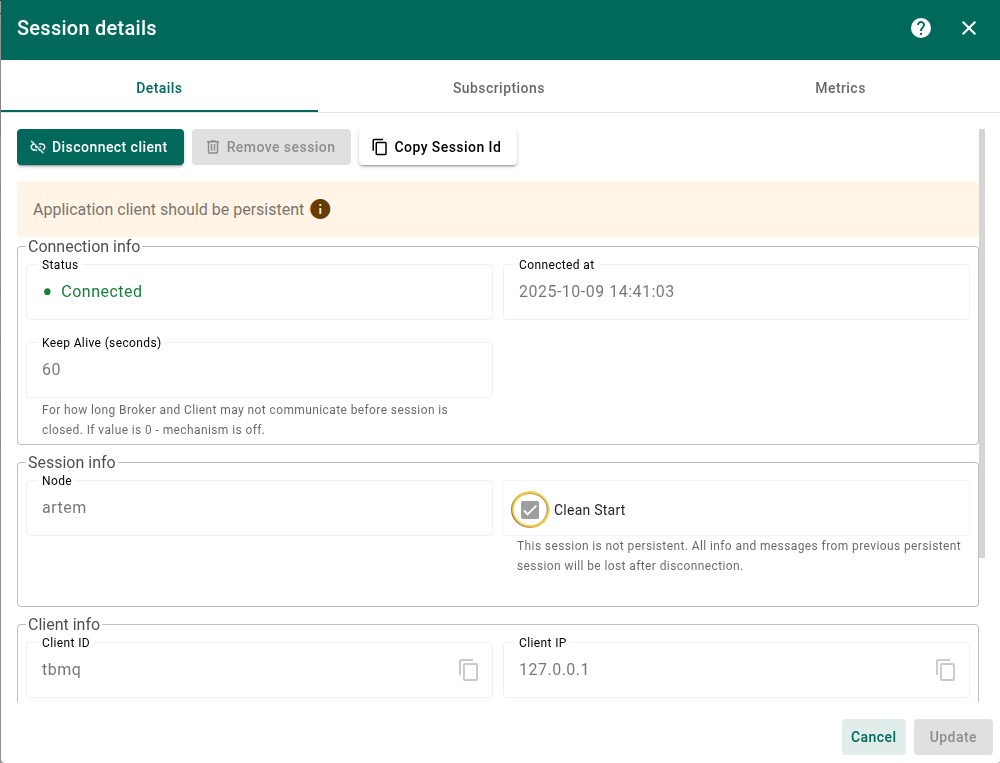 Session details
Details
Subscriptions
Metrics
Disconnect client
Remove session
Copy Session Id
Application client should be persistent
Connection info
Status
Connected
Connected at
2025-10-09 14:41:03
Keep Alive (seconds)
60
For how long Broker and Client may not communicate before session is
closed. If value is 0 - mechanism is off.
Session info
Node
artem
Clean Start
This session is not persistent. All info and messages from previous persistent
session will be lost after disconnection.
Client info
Client ID
tbmq
Client IP
127.0.0.1
Cancel
Update